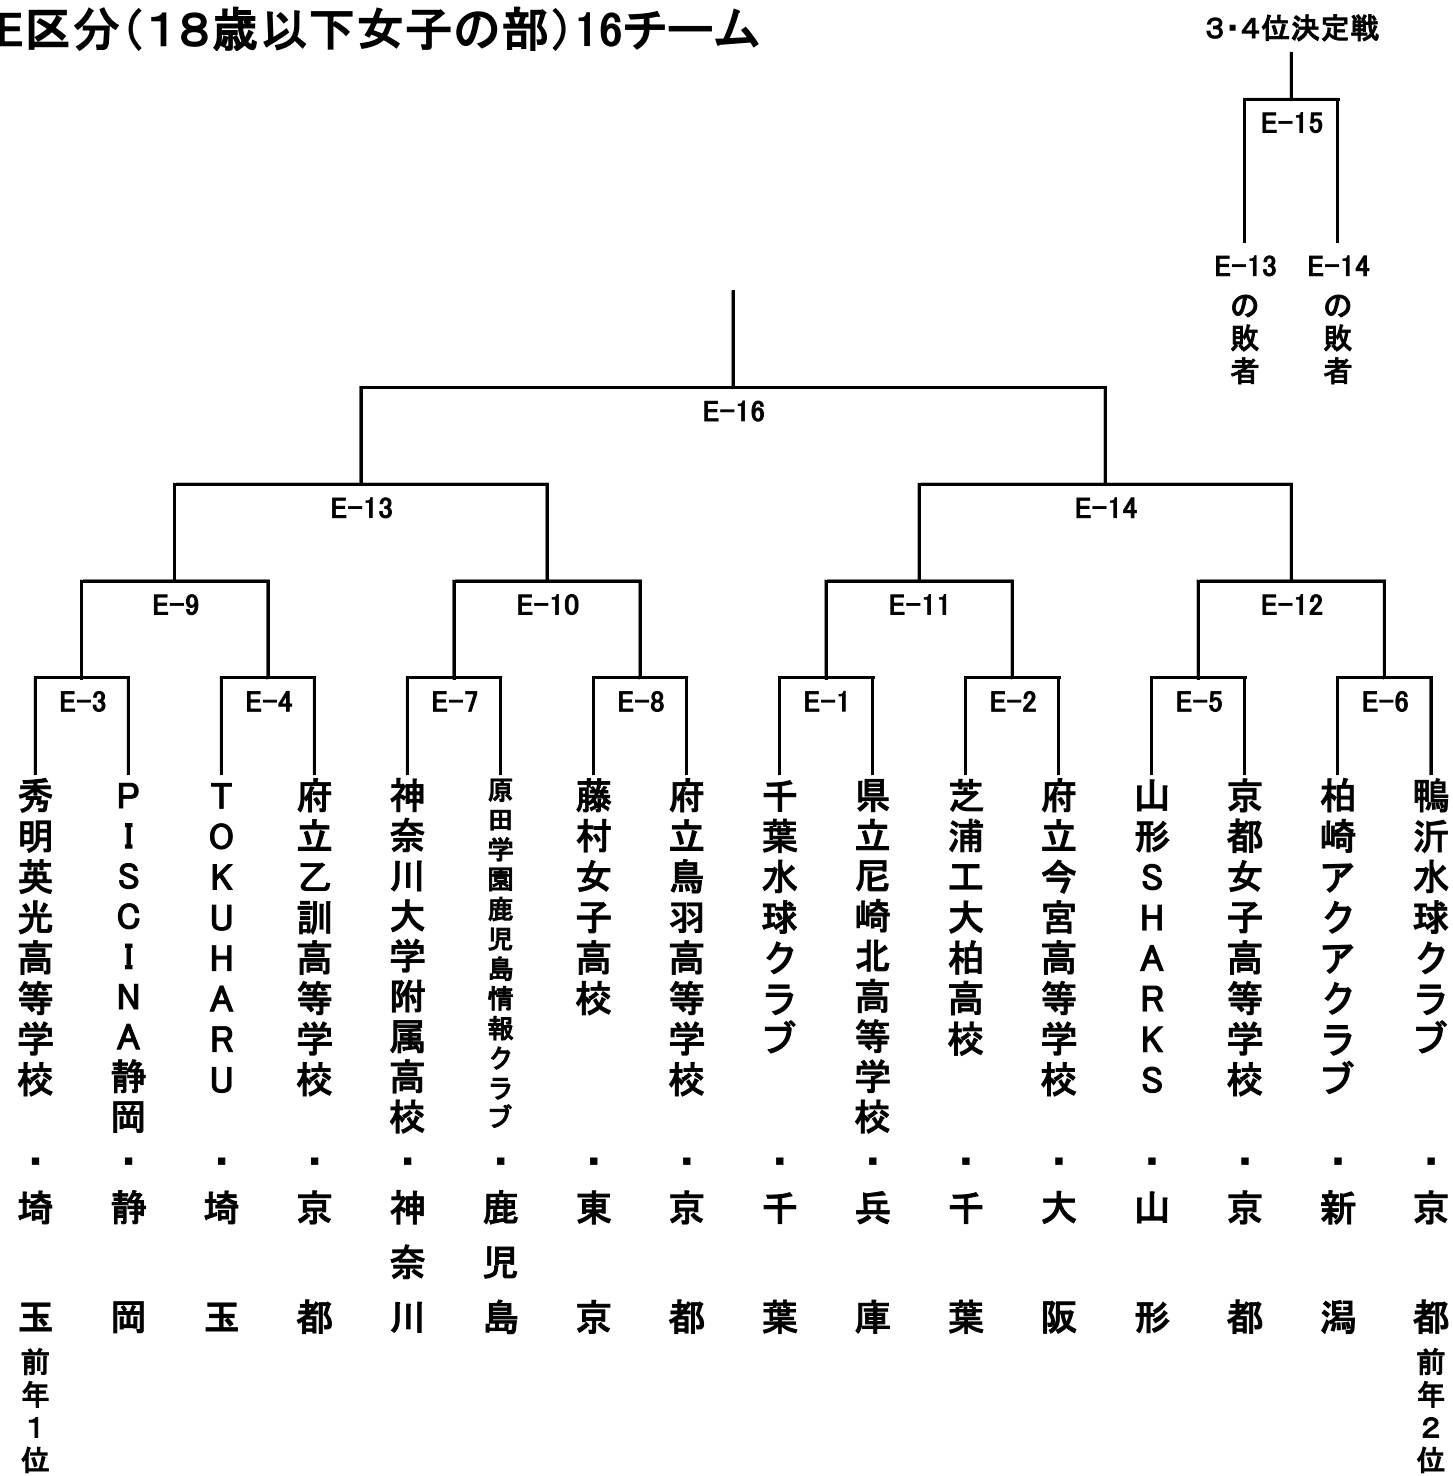 E区分(18歳以下女子の部)16チーム
3・4位決定戦
E-15
E-13の敗者
E-14の敗者
E-16
E-13
E-14
E-9
E-10
E-11
E-12
E-3
E-4
E-7
E-8
E-1
E-2
E-5
E-6
秀明英光高等学校・埼玉前年1位
PISCINA静岡・静岡
TOKUHARU・埼玉
府立乙訓高等学校・京都
神奈川大学附属高校・神奈川
原田学園鹿児島情報クラブ・鹿児島
藤村女子高校・東京
府立鳥羽高等学校・京都
千葉水球クラブ・千葉
県立尼崎北高等学校・兵庫
芝浦工大柏高校・千葉
府立今宮高等学校・大阪
山形SHARKS・山形
京都女子高等学校・京都
柏崎アクアクラブ・新潟
鴨沂水球クラブ・京都前年2位